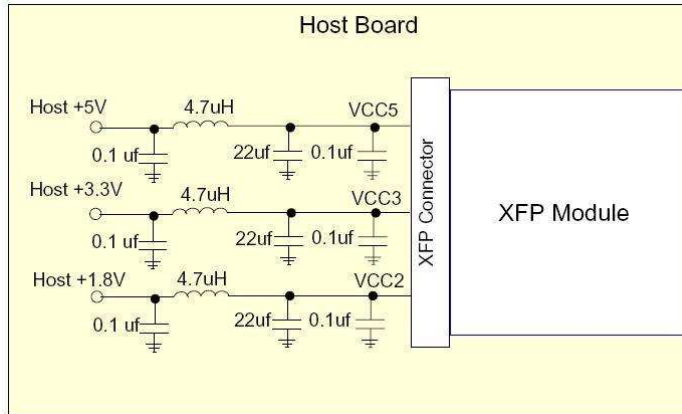 Host Board
Host +5V
4.7uH
VCC5
0.1 uf
22uf
0.1uf
Host +3.3V
4.7uH
VCC3
0.1 uf
22uf
0.1uf
Host +1.8V
4.7uH
VCC2
0.1 uf
22uf
0.1uf
XFP Connector
XFP Module